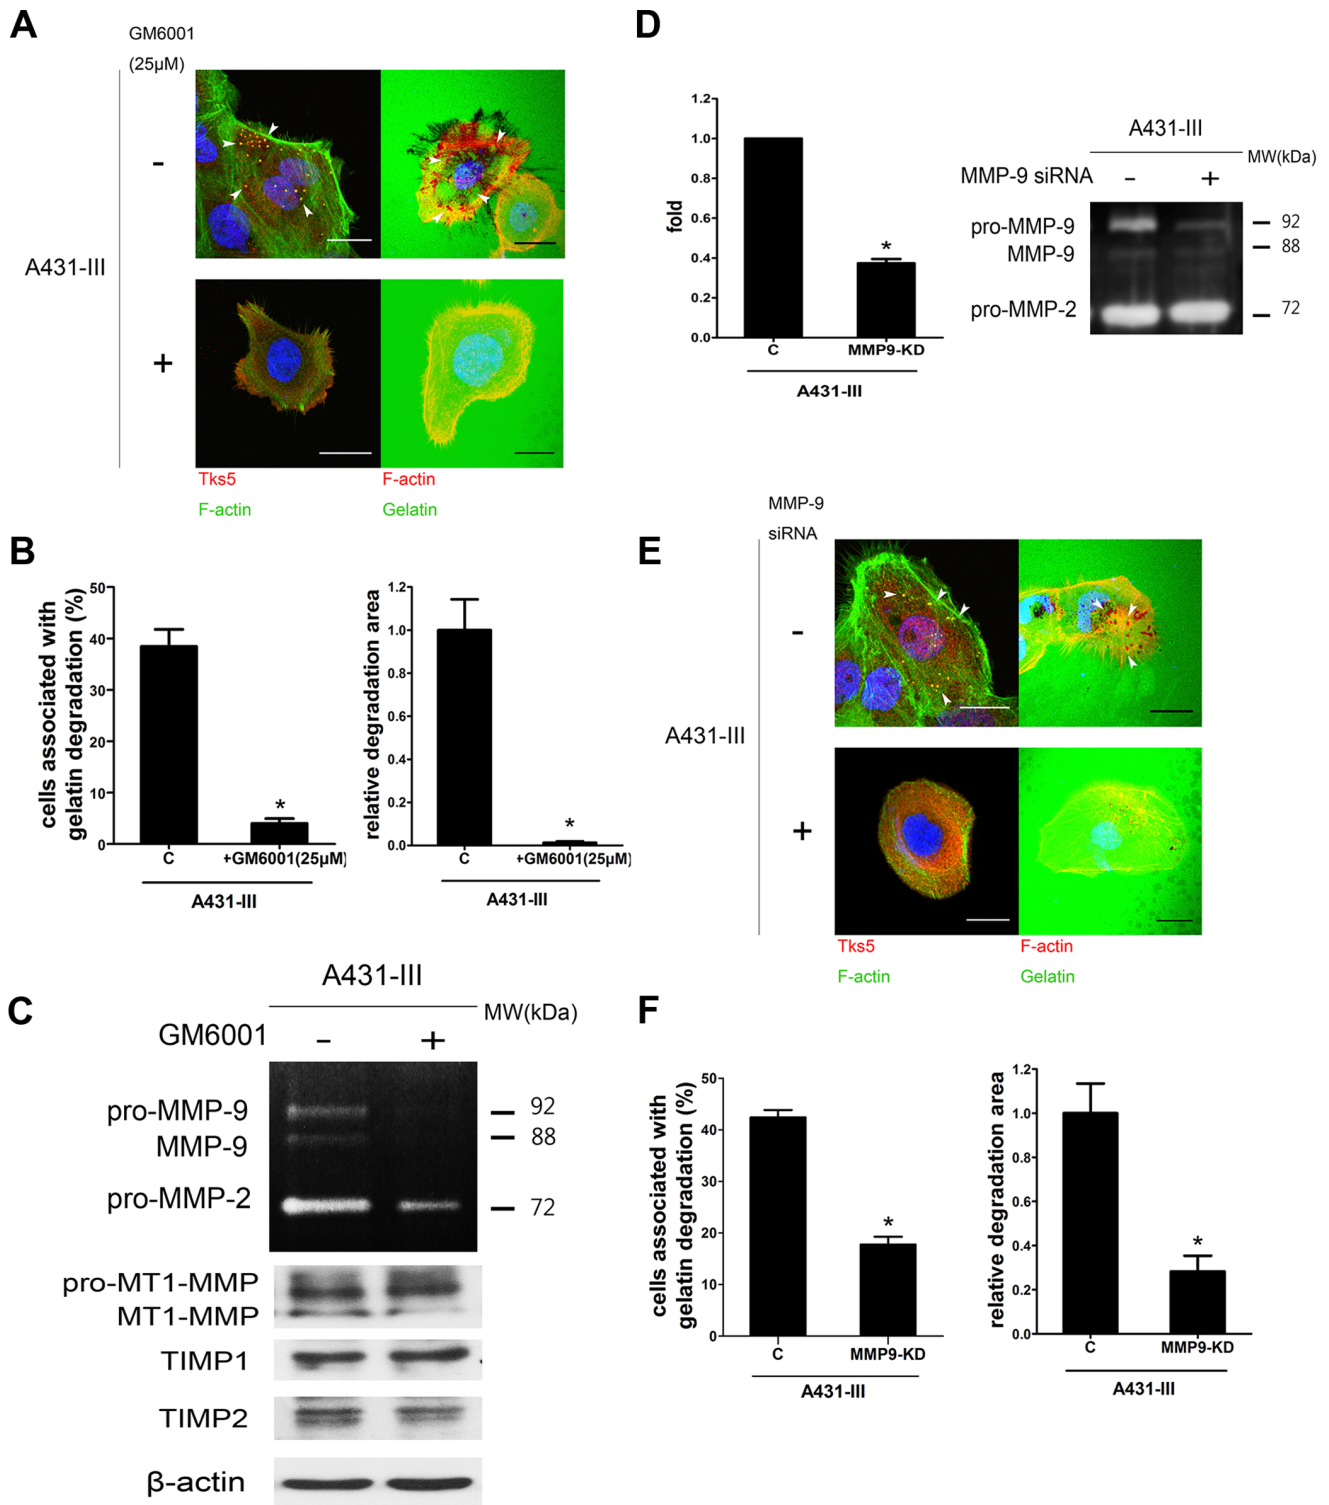 A
GM6001
(25µM)
A431-III
-
+
Tks5
F-actin
F-actin
Gelatin
B
cells associated with
gelatin degradation (%)
50
40
30
20
10
0
C
+GM6001(25µM)
A431-III
relative degradation area
1.2
1.0
0.8
0.6
0.4
0.2
0.0
C
+GM6001(25µM)
A431-III
C
A431-III
MW(kDa)
GM6001
-
+
pro-MMP-9
MMP-9
pro-MMP-2
92
88
72
pro-MT1-MMP
MT1-MMP
TIMP1
TIMP2
β-actin
D
fold
1.2
1.0
0.8
0.6
0.4
0.2
0.0
*
C
MMP9-KD
A431-III
A431-III
MW(kDa)
MMP-9 siRNA
-
+
pro-MMP-9
MMP-9
pro-MMP-2
92
88
72
E
MMP-9
siRNA
A431-III
-
+
Tks5
F-actin
F-actin
Gelatin
F
cells associated with
gelatin degradation (%)
50
40
30
20
10
0
*
C
MMP9-KD
A431-III
relative degradation area
1.2
1.0
0.8
0.6
0.4
0.2
0.0
*
C
MMP9-KD
A431-III